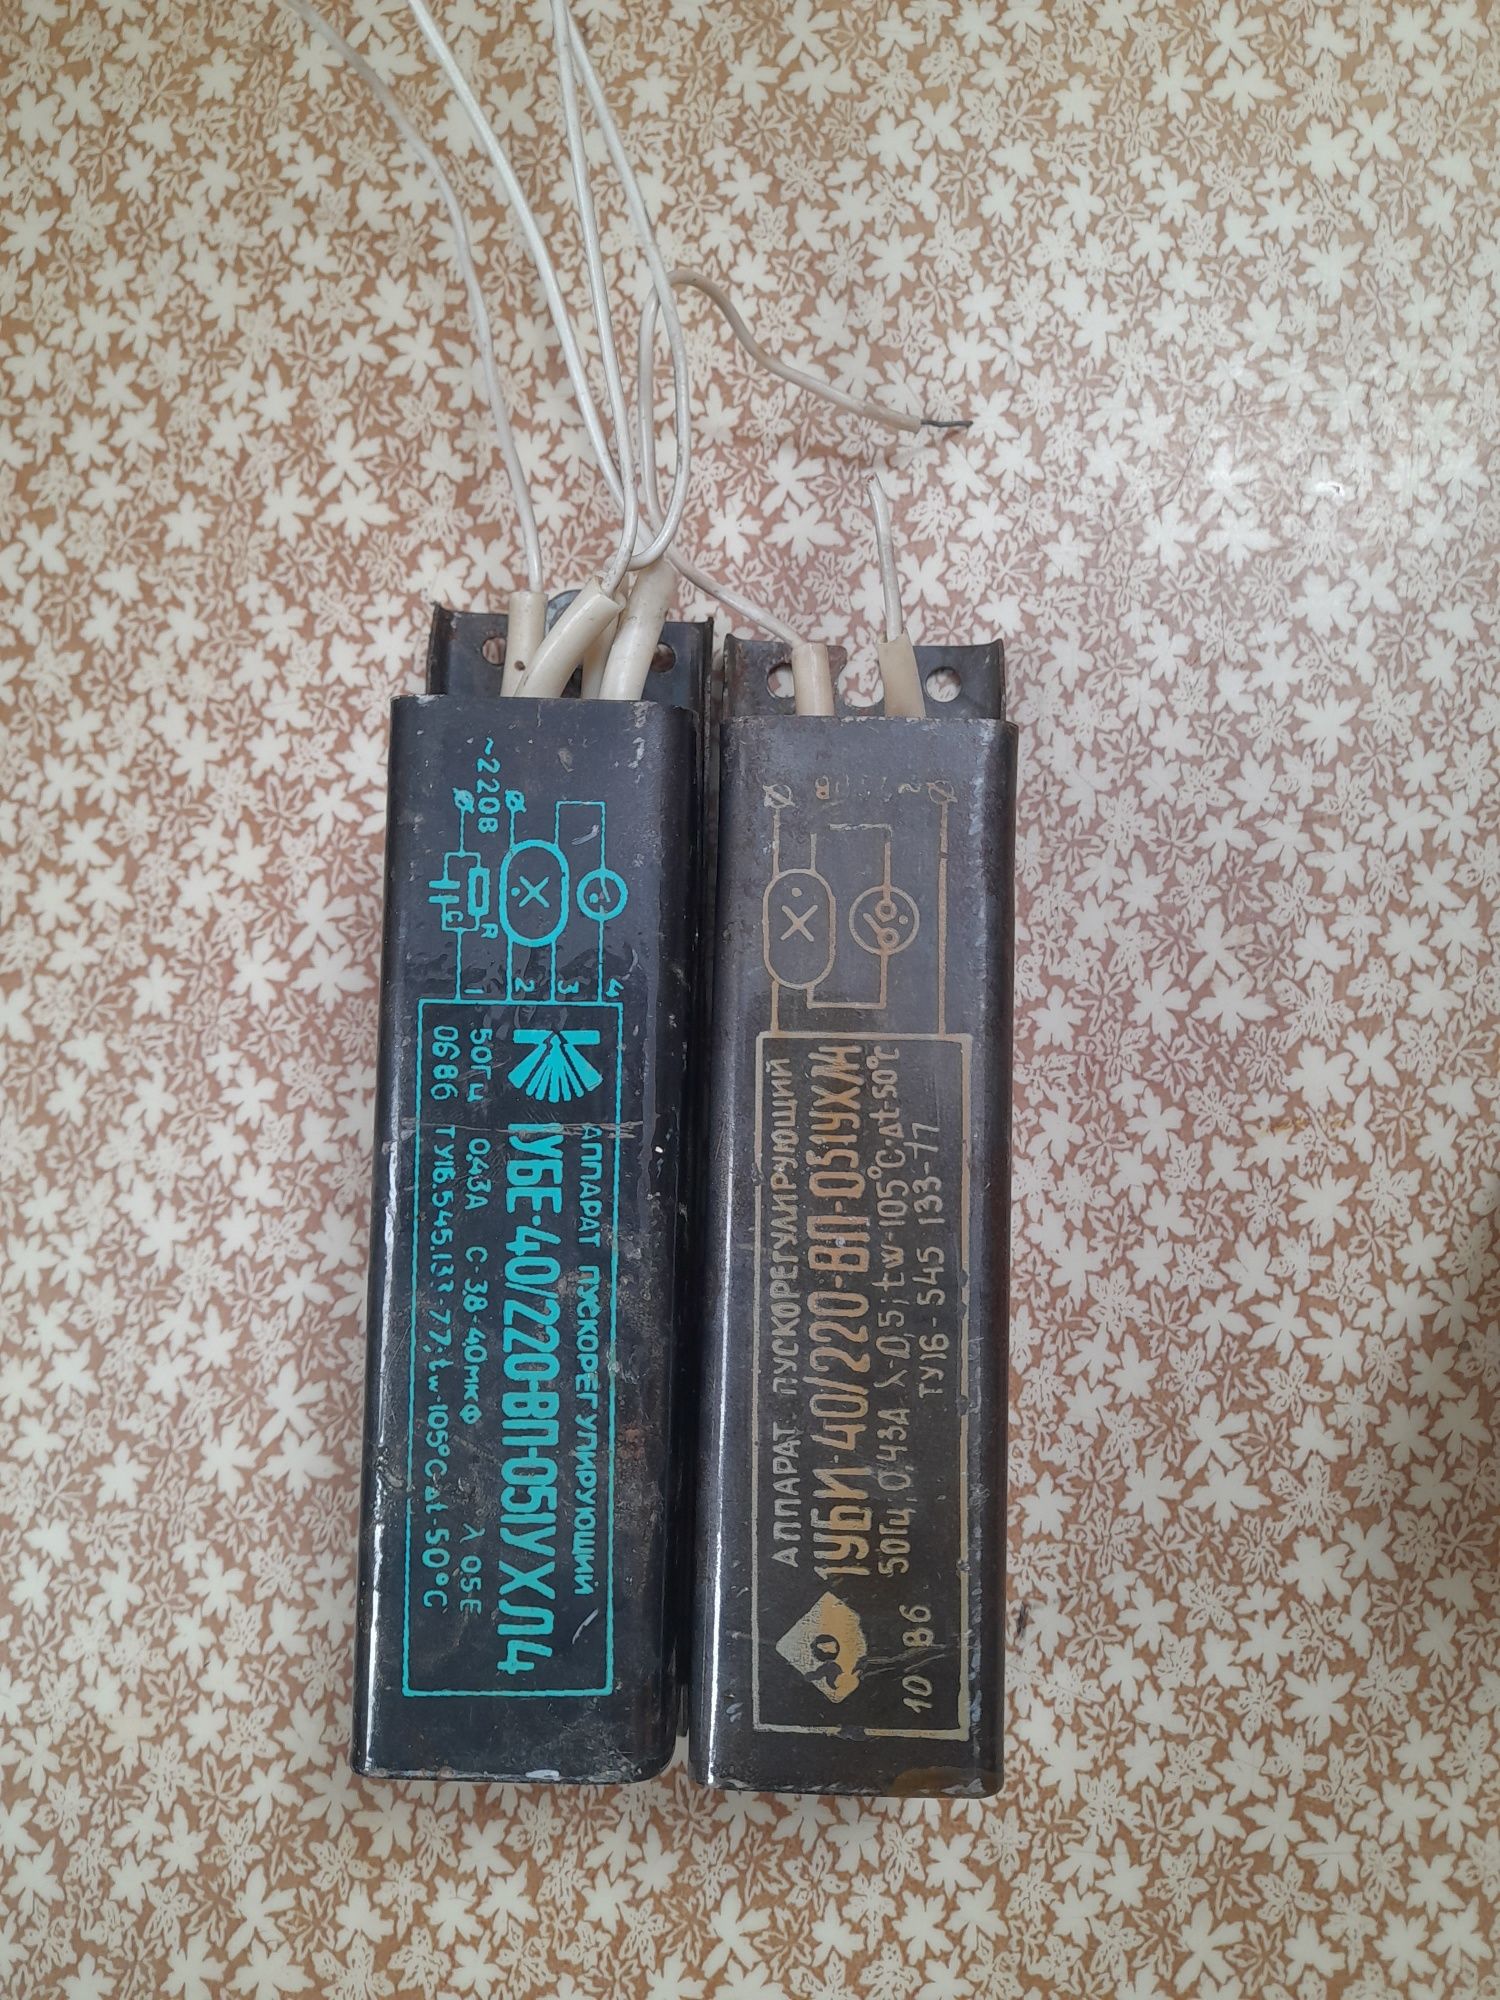 ~220В
С
R
1
2
3
4
АППАРАТ ПУСКОРЕГУЛИРУЮЩИЙ
1УБЕ-40/220-ВП-051УХЛ4
50Гц 0,43А С-3,8-4,0мкФ λ 05Е
0686 ТУ16.545.133-77; tw-105°C Δt-50°C
АППАРАТ ПУСКОРЕГУЛИРУЮЩИЙ
1УБИ-40/220-ВП-051УХЛ4
50Гц, 0,43А λ-0,5; tw-105°C Δt-50°C
ТУ16-545 133-77
10 86